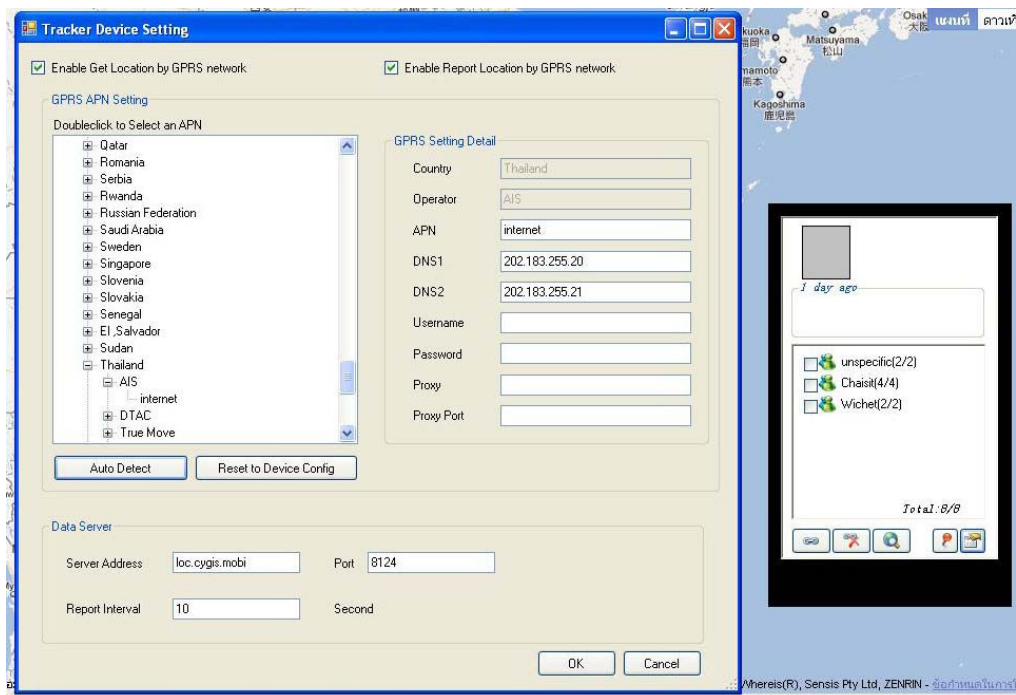 Tracker Device Setting
Enable Get Location by GPRS network
Enable Report Location by GPRS network
GPRS APN Setting
Doubleclick to Select an APN
Qatar
Romania
Serbia
Rwanda
Russian Federation
Saudi Arabia
Sweden
Singapore
Slovenia
Slovakia
Senegal
El ,Salvador
Sudan
Thailand
AIS
internet
DTAC
True Move
Auto Detect
Reset to Device Config
GPRS Setting Detail
Country
Thailand
Operator
AIS
APN
internet
DNS1
202.183.255.20
DNS2
202.183.255.21
Username
Password
Proxy
Proxy Port
Data Server
Server Address
loc.cygis.mobi
Port
8124
Report Interval
10
Second
OK
Cancel
Osak
大阪
แผนที่
Matsuyama
松山
Kagoshima
鹿児島
1 day ago
unspecific(2/2)
Chaisit(4/4)
Wichet(2/2)
Total:8/8
Whereis(R), Sensis Pty Ltd, ZENRIN -